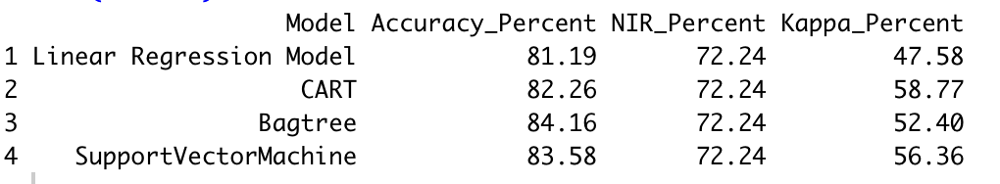 Model Accuracy_Percent NIR_Percent Kappa_Percent
1 Linear Regression Model 81.19 72.24 47.58
2 CART 82.26 72.24 58.77
3 Bagtree 84.16 72.24 52.40
4 SupportVectorMachine 83.58 72.24 56.36